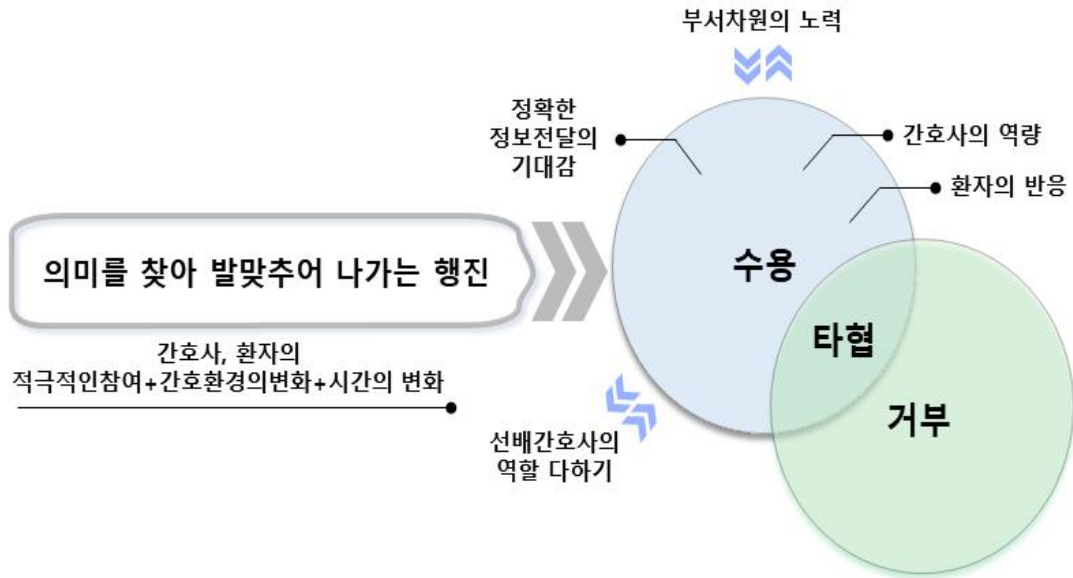 부서차원의 노력
정확한
정보전달의
기대감
간호사의 역량
환자의 반응
의미를 찾아 발맞추어 나가는 행진
수용
타협
거부
간호사, 환자의
적극적인참여+간호환경의변화+시간의 변화
선배간호사의
역할 다하기